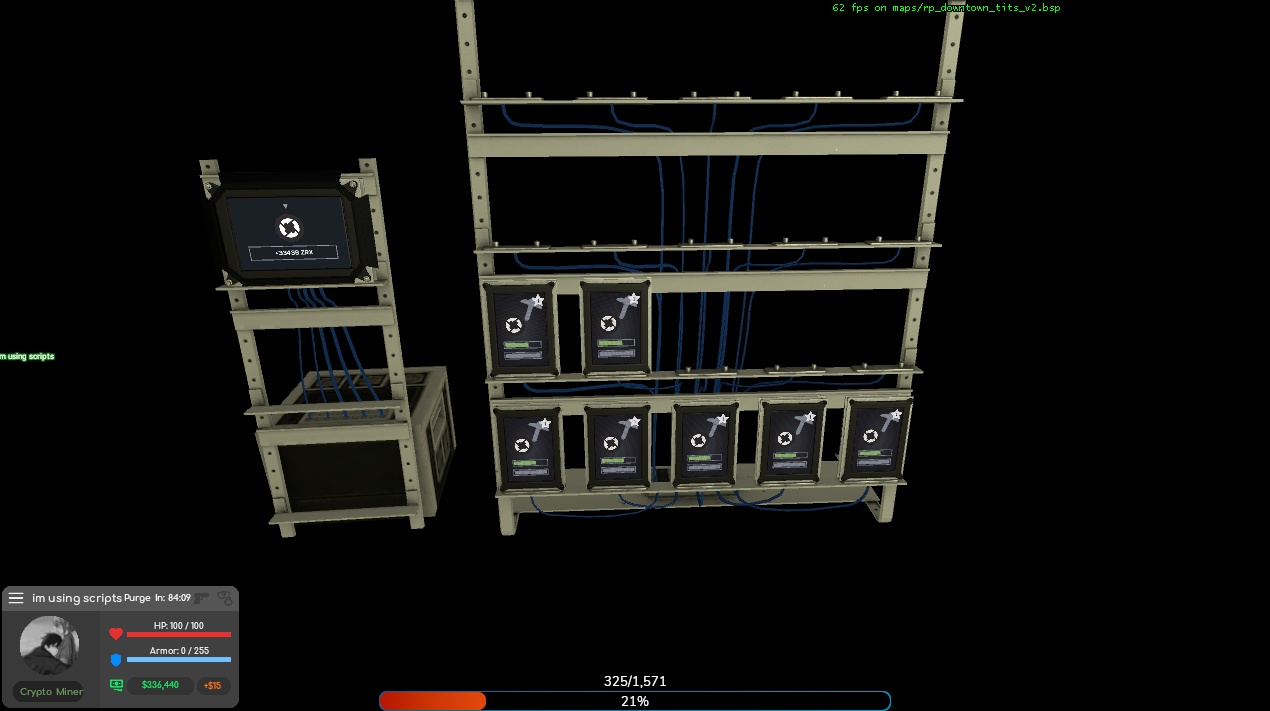 62 fps on maps/rp_downtown_tits_v2.bsp
+33499 ZRX
m using scripts
im using scripts Purge In: 84:09
HP: 100 / 100
Armor: 0 / 255
Crypto Miner
$336,440
+$15
325/1,571
21%